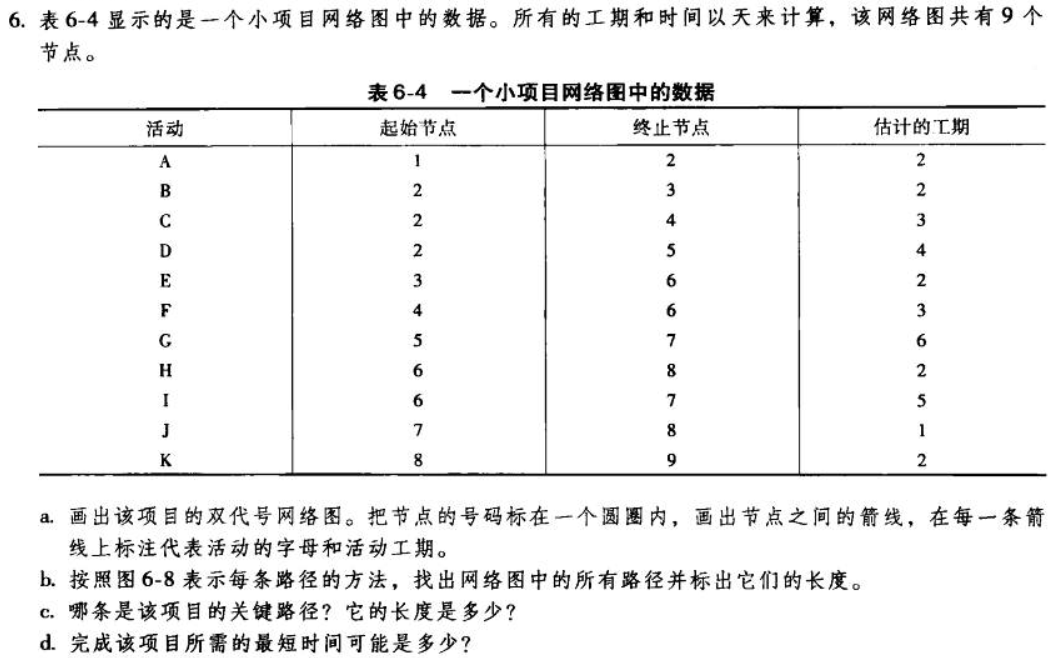 6. 表 6-4 显示的是一个小项目网络图中的数据。所有的工期和时间以天来计算，该网络图共有 9 个
节点。
表 6-4 一个小项目网络图中的数据
活动 起始节点 终止节点 估计的工期
A 1 2 2
B 2 3 2
C 2 4 3
D 2 5 4
E 3 6 2
F 4 6 3
G 5 7 6
H 6 8 2
I 6 7 5
J 7 8 1
K 8 9 2
a. 画出该项目的双代号网络图。把节点的号码标在一个圆圈内，画出节点之间的箭线，在每一条箭
线上标注代表活动的字母和活动工期。
b. 按照图 6-8 表示每条路径的方法，找出网络图中的所有路径并标出它们的长度。
c. 哪条是该项目的关键路径？它的长度是多少？
d. 完成该项目所需的最短时间可能是多少？